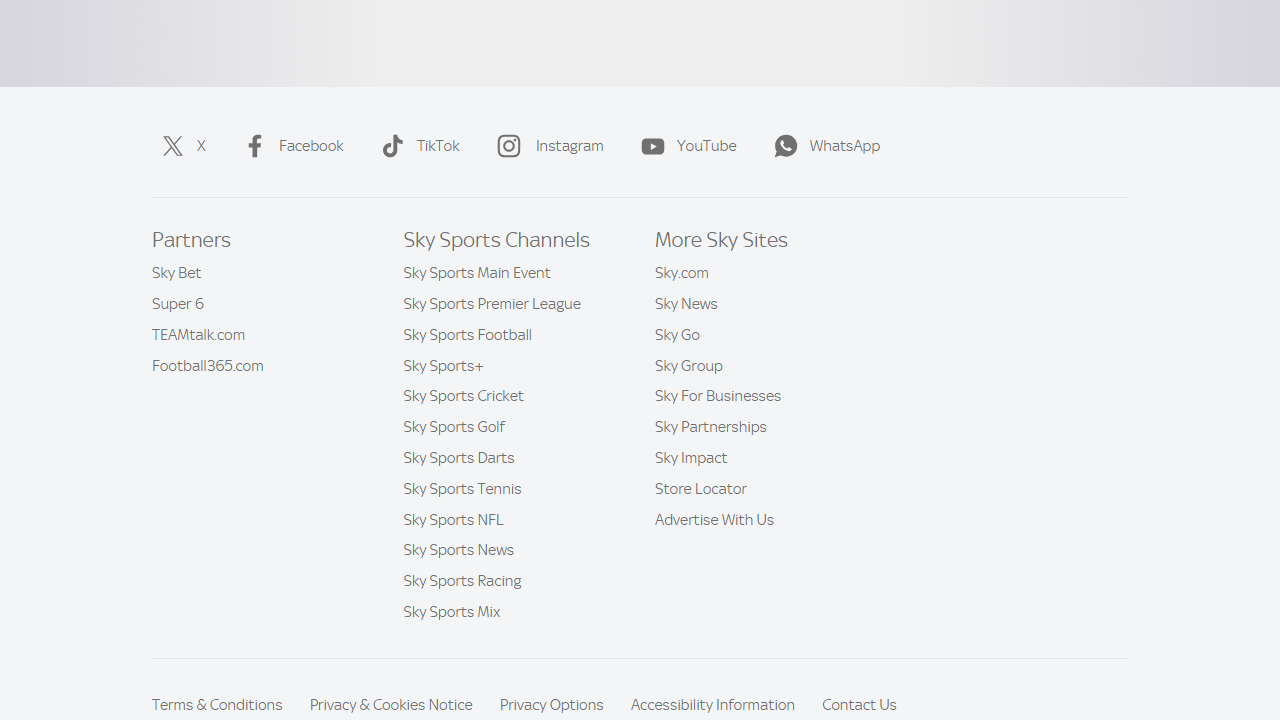 X Facebook TikTok Instagram YouTube WhatsApp
Partners
Sky Bet
Super 6
TEAMtalk.com
Football365.com
Sky Sports Channels
Sky Sports Main Event
Sky Sports Premier League
Sky Sports Football
Sky Sports+
Sky Sports Cricket
Sky Sports Golf
Sky Sports Darts
Sky Sports Tennis
Sky Sports NFL
Sky Sports News
Sky Sports Racing
Sky Sports Mix
More Sky Sites
Sky.com
Sky News
Sky Go
Sky Group
Sky For Businesses
Sky Partnerships
Sky Impact
Store Locator
Advertise With Us
Terms & Conditions Privacy & Cookies Notice Privacy Options Accessibility Information Contact Us